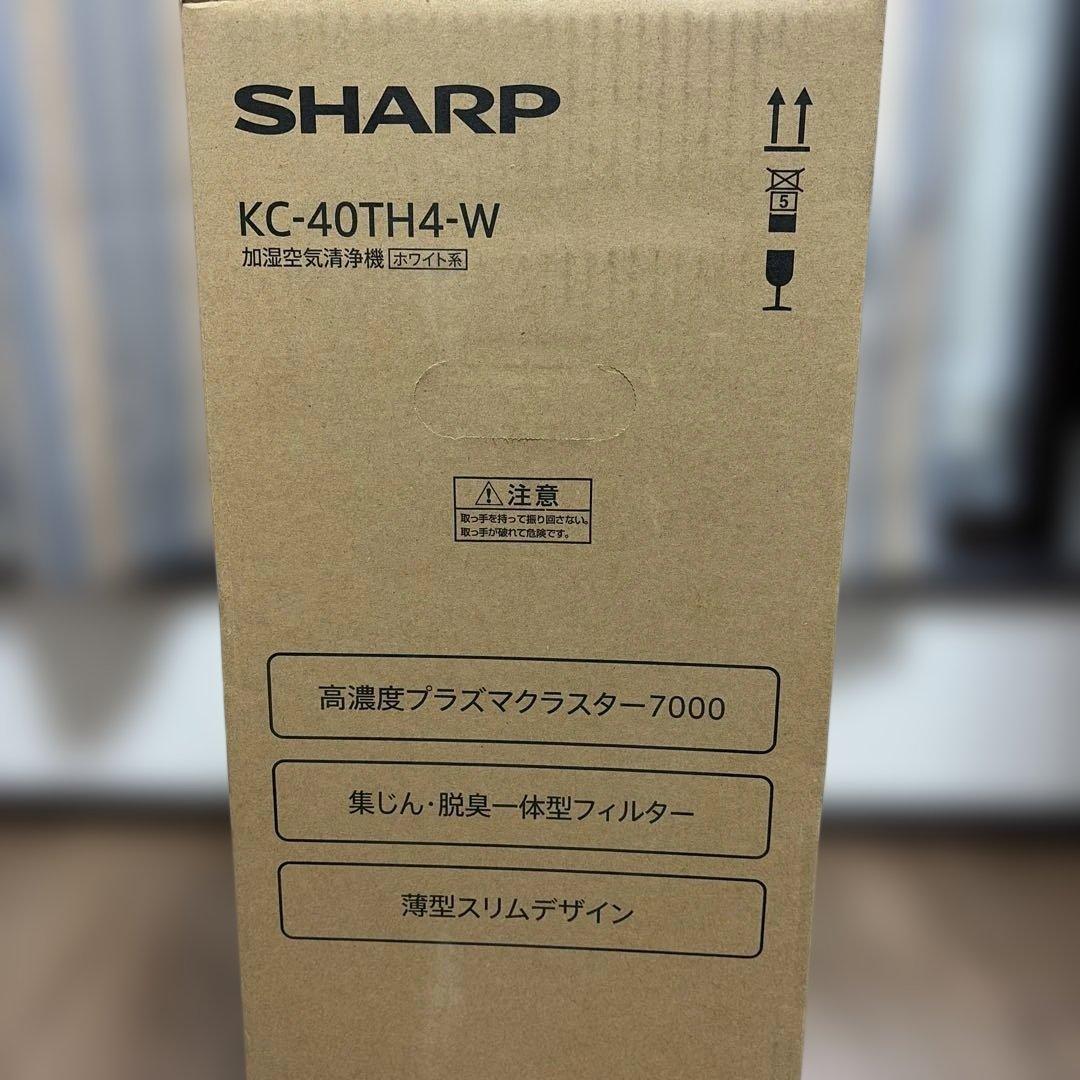 SHARP
KC-40TH4-W
加湿空気清浄機 ホワイト系
5
注意
取っ手を持って振り回さない。
取っ手が破れて危険です。
高濃度プラズマクラスター7000
集じん・脱臭一体型フィルター
薄型スリムデザイン